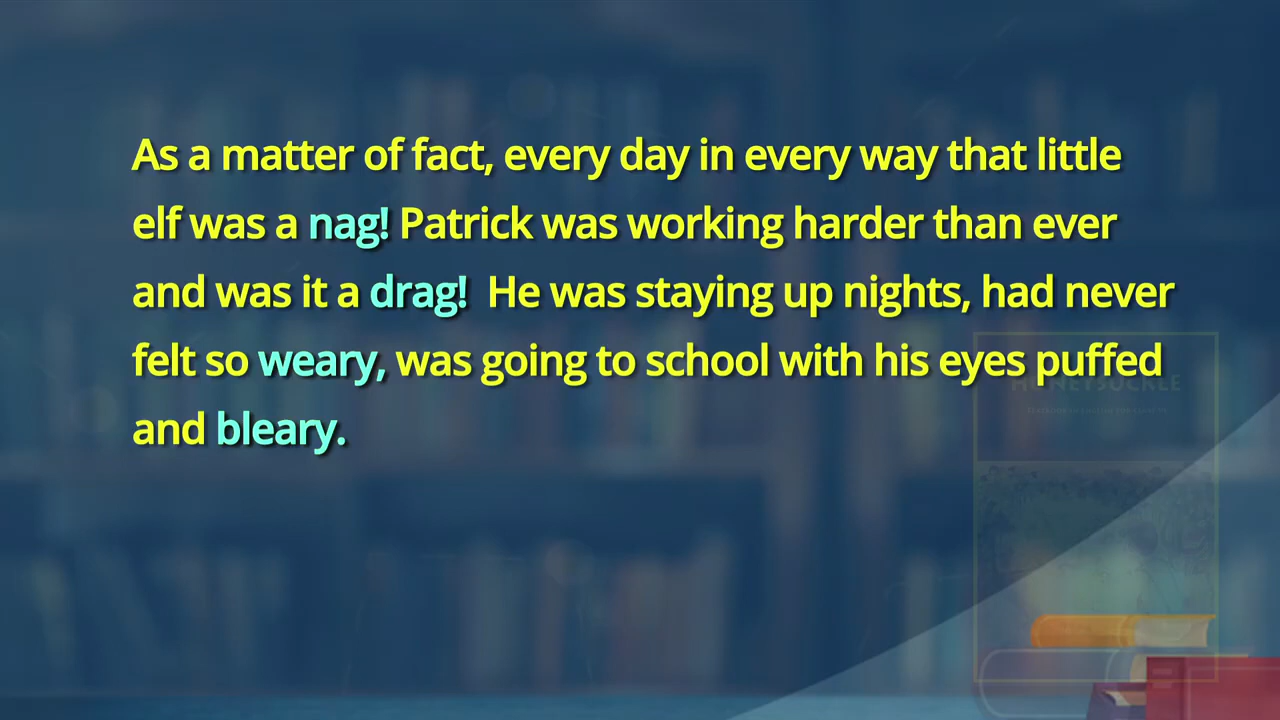 As a matter of fact, every day in every way that little
elf was a nag! Patrick was working harder than ever
and was it a drag! He was staying up nights, had never
felt so weary, was going to school with his eyes puffed
and bleary.
HONEYSUCKLE